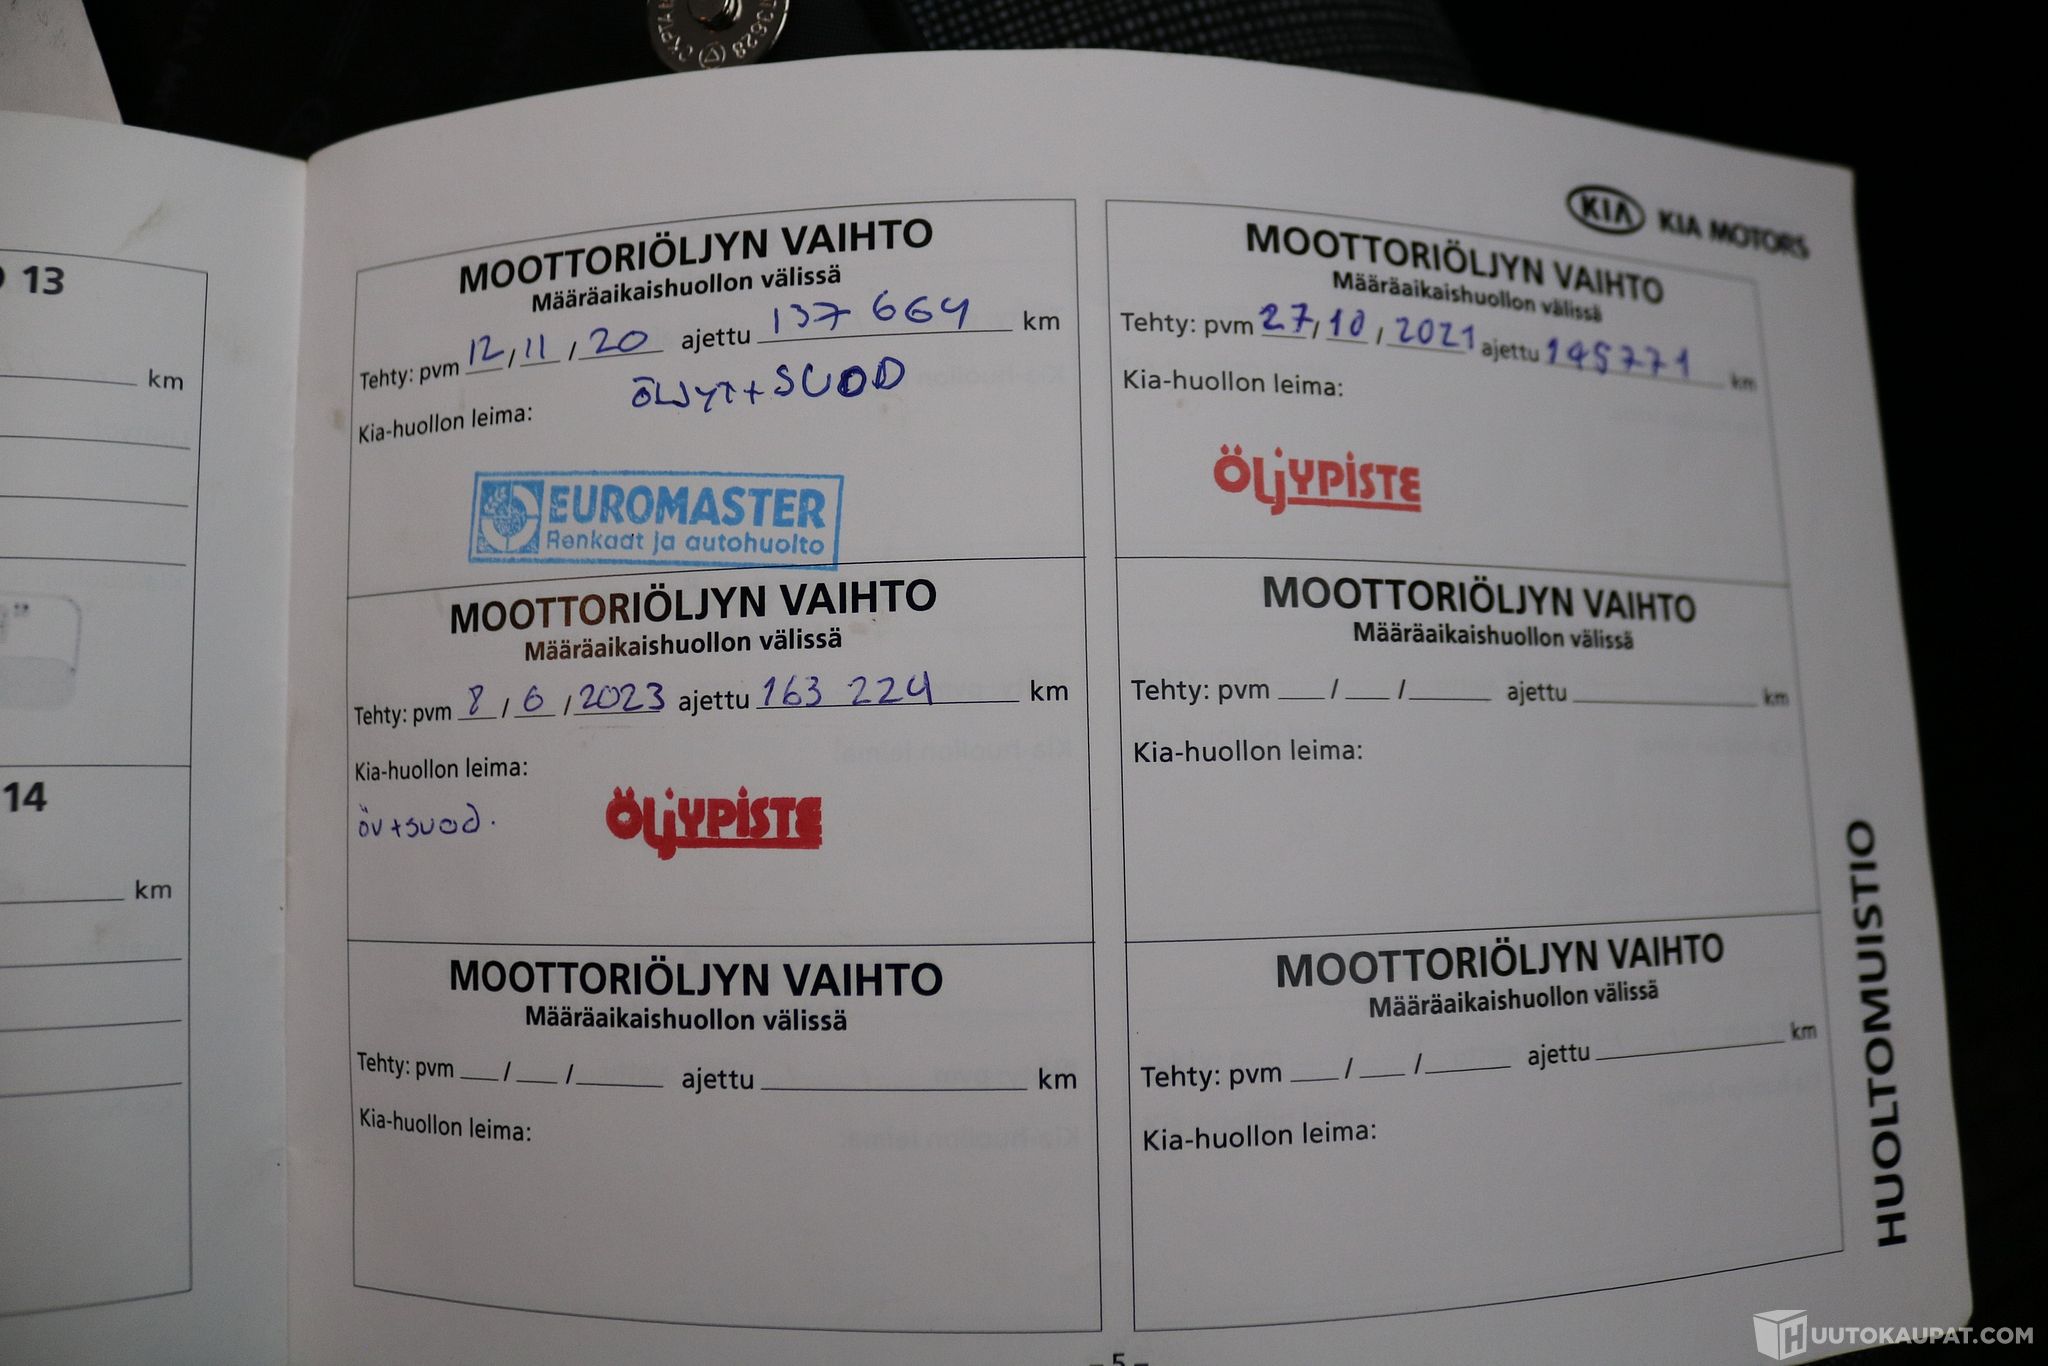 KIA KIA MOTORS
13
km
14
km
MOOTTORIÖLJYN VAIHTO
Määräaikaishuollon välissä
Tehty: pvm 12 / 11 / 20 ajettu 137 664 km
ÖLJYT+SUOD
Kia-huollon leima:
EUROMASTER
Renkaat ja autohuolto
MOOTTORIÖLJYN VAIHTO
Määräaikaishuollon välissä
Tehty: pvm 8 / 6 / 2023 ajettu 163 224 km
Kia-huollon leima:
öv+suod.
ÖLJYPISTE
MOOTTORIÖLJYN VAIHTO
Määräaikaishuollon välissä
Tehty: pvm / / ajettu km
Kia-huollon leima:
MOOTTORIÖLJYN VAIHTO
Määräaikaishuollon välissä
Tehty: pvm 27 / 10 / 2021 ajettu 145771 km
Kia-huollon leima:
ÖLJYPISTE
MOOTTORIÖLJYN VAIHTO
Määräaikaishuollon välissä
Tehty: pvm / / ajettu km
Kia-huollon leima:
MOOTTORIÖLJYN VAIHTO
Määräaikaishuollon välissä
Tehty: pvm / / ajettu km
Kia-huollon leima:
HUOLTOMUISTIO
– 5 –
HUUTOKAUPAT.COM